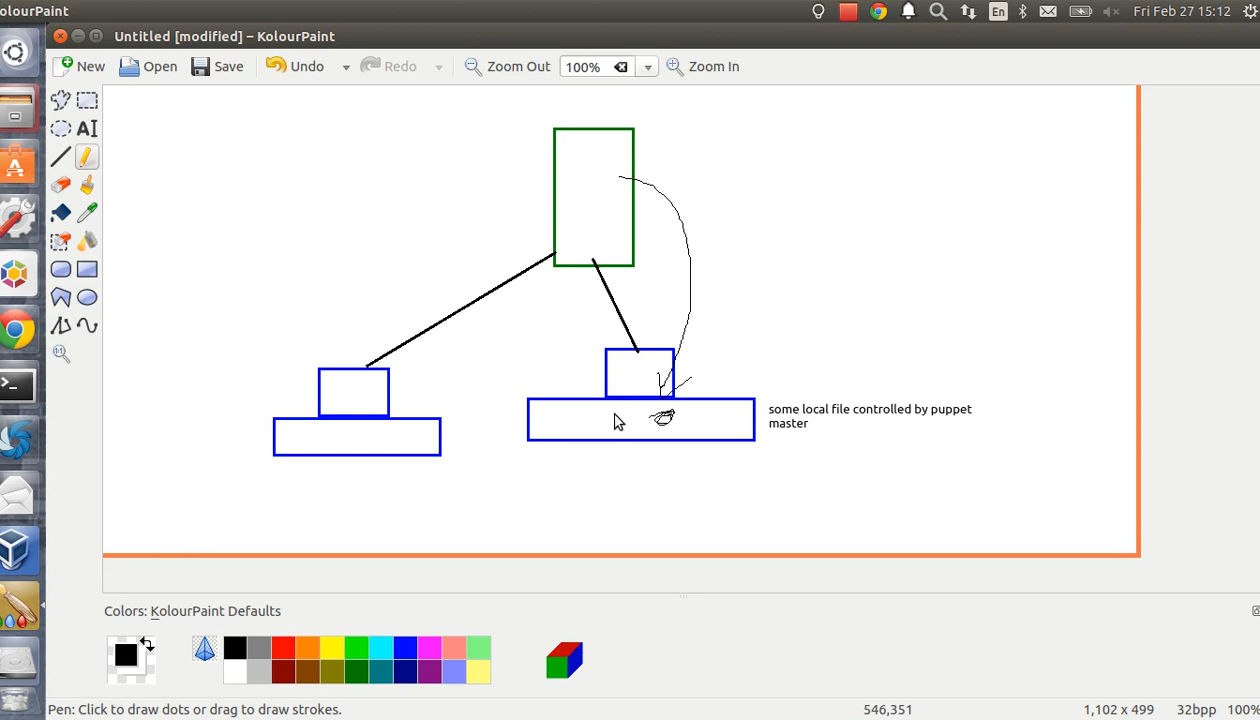 olourPaint
En
Fri Feb 27 15:12
Untitled [modified] – KolourPaint
New
Open
Save
Undo
Redo
Zoom Out
100%
Zoom In
some local file controlled by puppet
master
Colors: KolourPaint Defaults
Pen: Click to draw dots or drag to draw strokes.
546,351
1,102 x 499
32bpp
100%